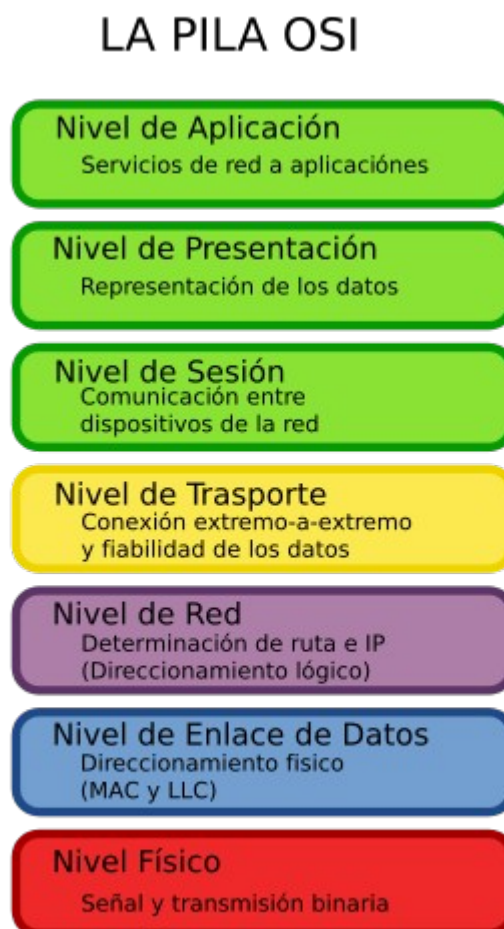 LA PILA OSI
Nivel de Aplicación
Servicios de red a aplicaciónes
Nivel de Presentación
Representación de los datos
Nivel de Sesión
Comunicación entre
dispositivos de la red
Nivel de Trasporte
Conexión extremo-a-extremo
y fiabilidad de los datos
Nivel de Red
Determinación de ruta e IP
(Direccionamiento lógico)
Nivel de Enlace de Datos
Direccionamiento fisico
(MAC y LLC)
Nivel Físico
Señal y transmisión binaria